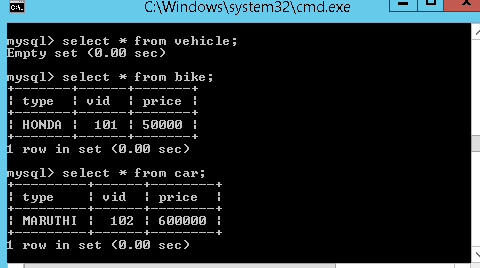 C:\Windows\system32\cmd.exe
mysql> select * from vehicle;
Empty set (0.00 sec)
mysql> select * from bike;
+-------+-----+-------+
| type | vid | price |
+-------+-----+-------+
| HONDA | 101 | 50000 |
+-------+-----+-------+
1 row in set (0.00 sec)
mysql> select * from car;
+---------+-----+--------+
| type | vid | price |
+---------+-----+--------+
| MARUTHI | 102 | 600000 |
+---------+-----+--------+
1 row in set (0.00 sec)